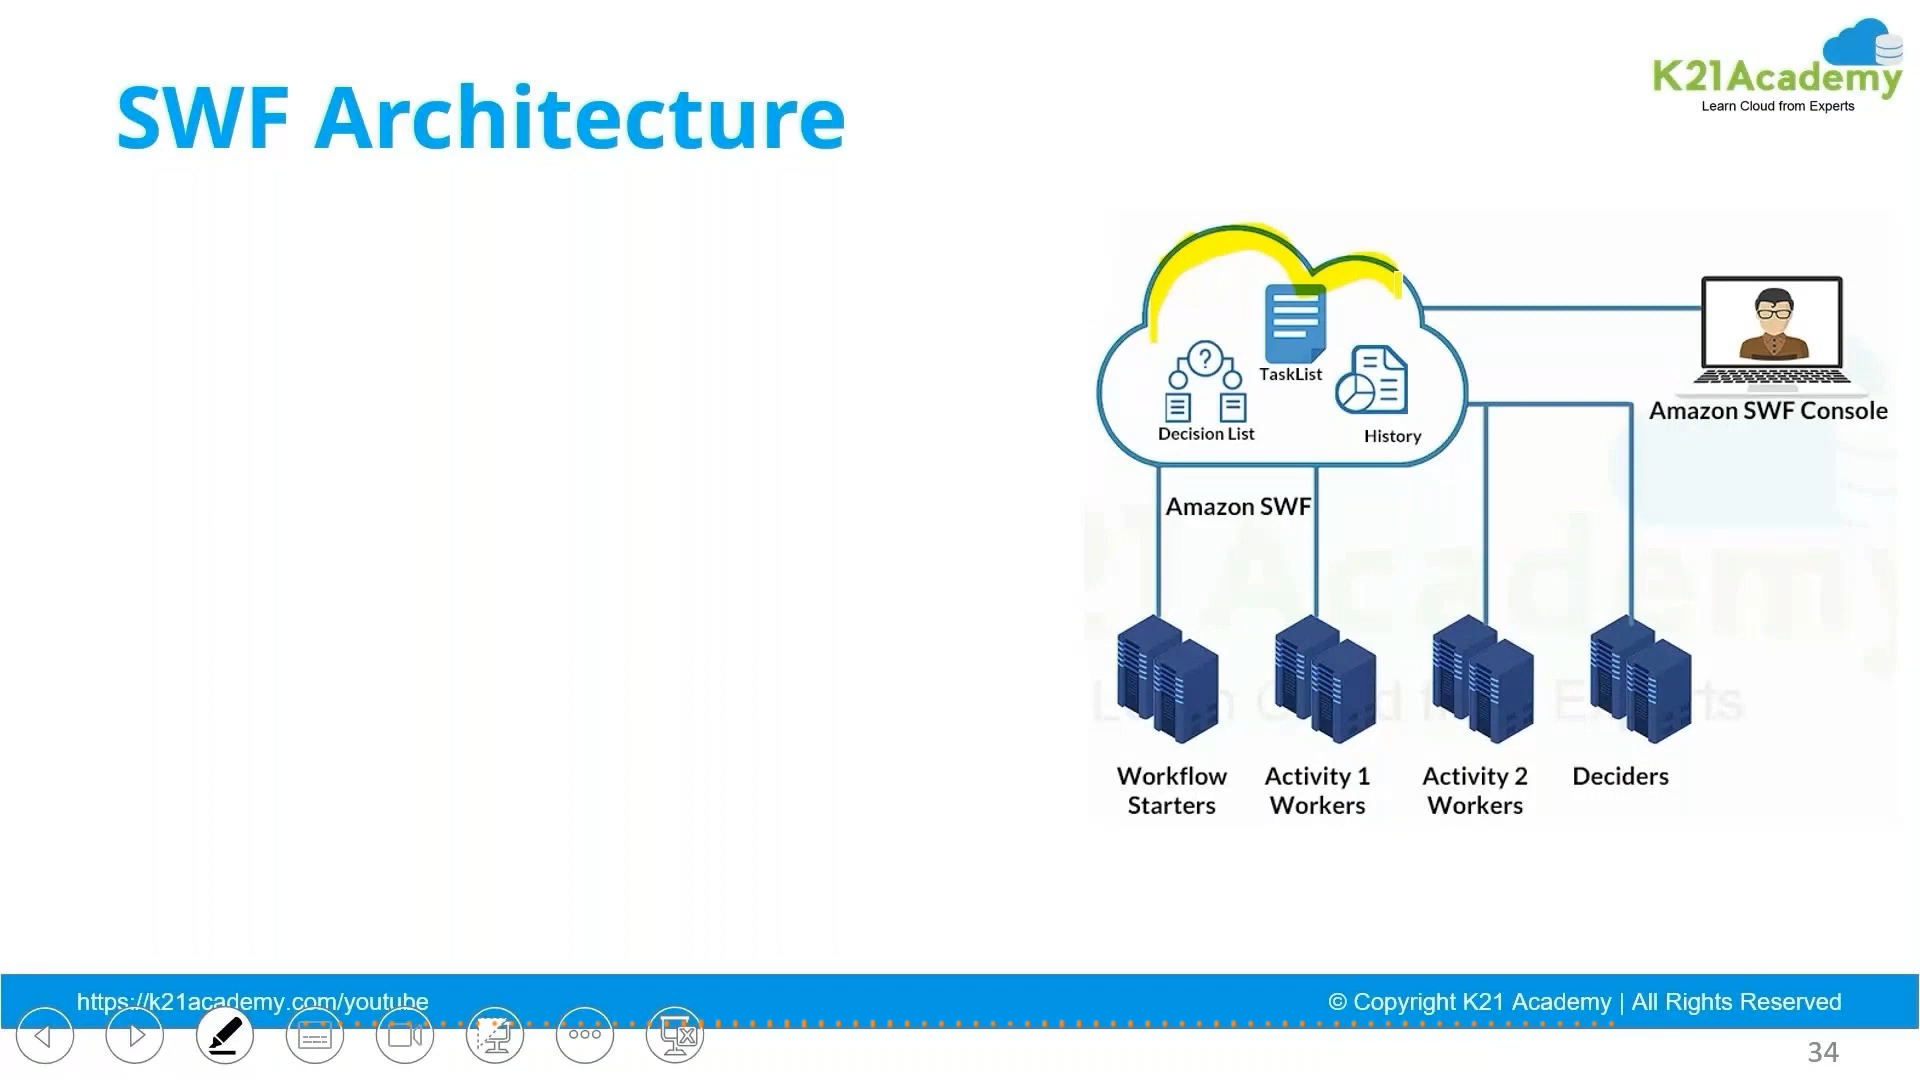 K21Academy
Learn Cloud from Experts
SWF Architecture
TaskList
Decision List
History
Amazon SWF Console
Amazon SWF
Workflow
Starters
Activity 1
Workers
Activity 2
Workers
Deciders
https://k21academy.com/youtube
© Copyright K21 Academy | All Rights Reserved
34